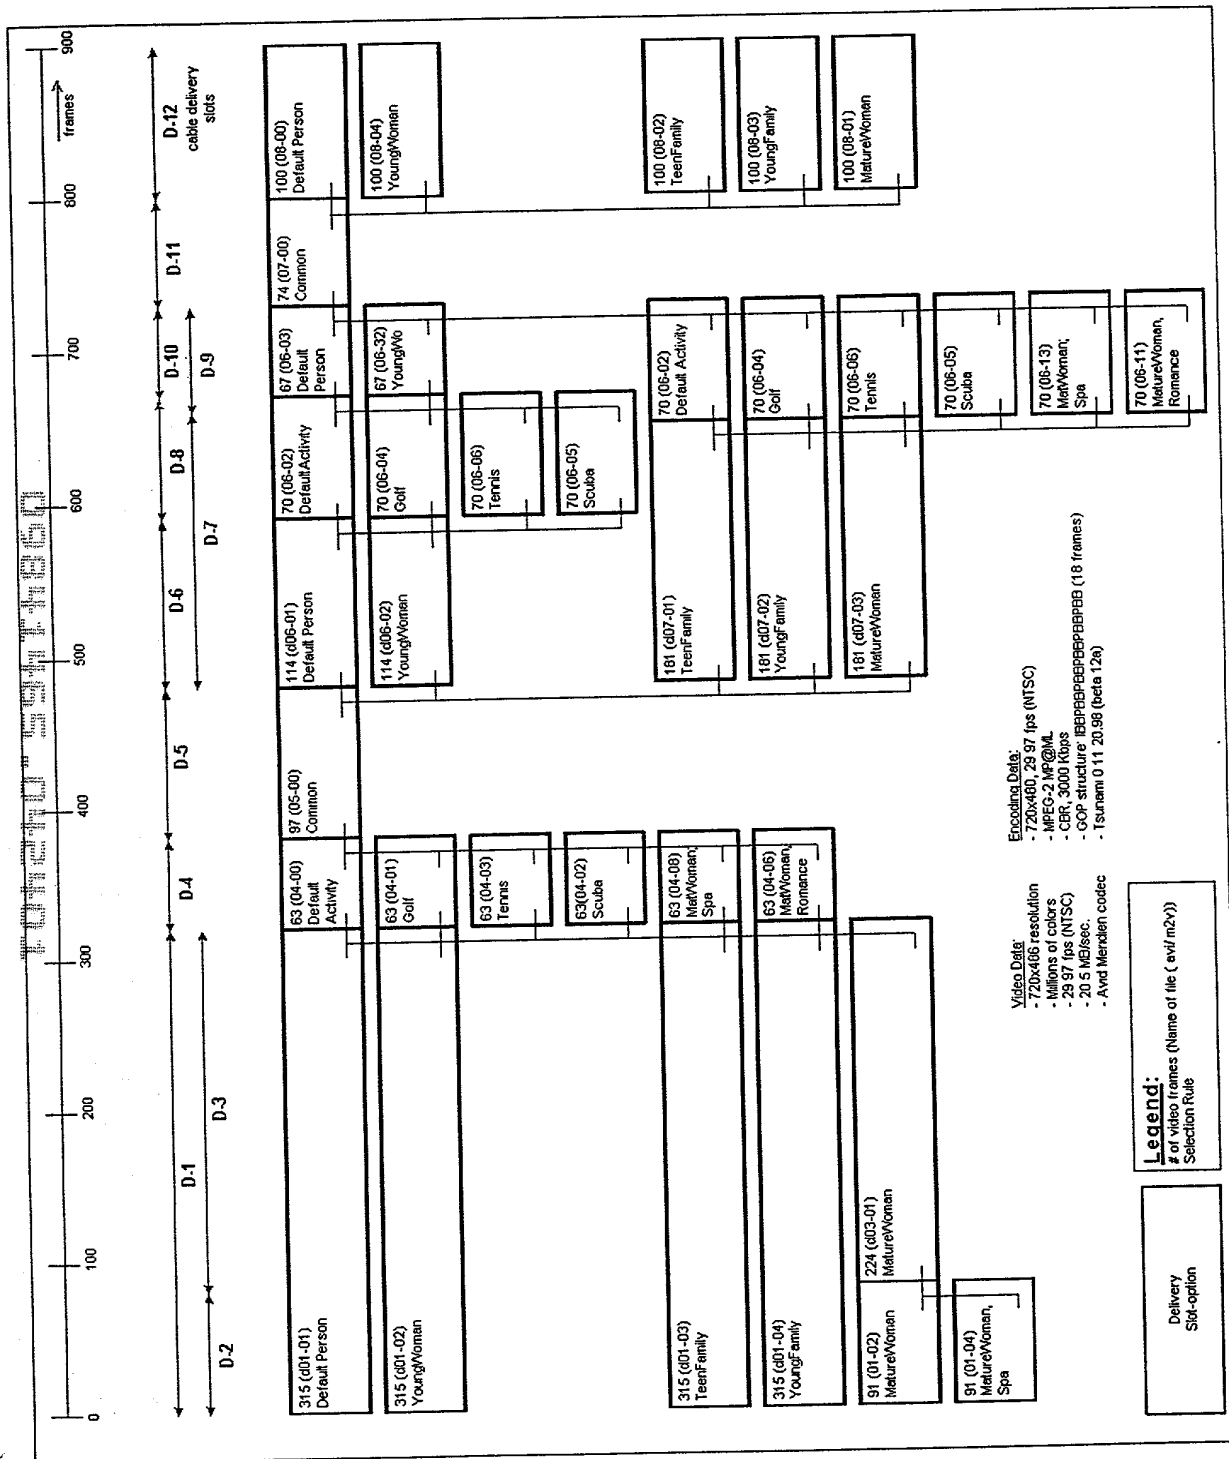 0
100
200
300
400
500
600
700
800
900
frames
D-1
D-4
D-5
D-6
D-8
D-10
D-11
D-12
cable delivery
slots
D-2
D-3
D-7
D-9
315 (d01-01)
Default Person
63 (04-00)
Default
Activity
97 (05-00)
Common
114 (d06-01)
Default Person
70 (06-02)
DefaultActivity
67 (06-03)
Default
Person
74 (07-00)
Common
100 (08-00)
Default Person
315 (d01-02)
YoungWoman
63 (04-01)
Golf
114 (d06-02)
YoungWoman
70 (06-04)
Golf
67 (06-32)
YoungWo
100 (08-04)
YoungWoman
63 (04-03)
Tennis
70 (06-06)
Tennis
63(04-02)
Scuba
70 (06-05)
Scuba
315 (d01-03)
TeenFamily
63 (04-08)
MatWoman;
Spa
181 (d07-01)
TeenFamily
70 (06-02)
Default Activity
100 (08-02)
TeenFamily
315 (d01-04)
YoungFamily
63 (04-06)
MatWoman,
Romance
181 (d07-02)
YoungFamily
70 (06-04)
Golf
100 (08-03)
YoungFamily
91 (01-02)
MatureWoman
224 (d03-01)
MatureWoman
181 (d07-03)
MatureWoman
70 (06-06)
Tennis
100 (08-01)
MatureWoman
91 (01-04)
MatureWoman,
Spa
70 (06-05)
Scuba
70 (06-13)
MatWoman;
Spa
70 (06-11)
MatureWoman,
Romance
Video Data:
- 720x486 resolution
- Millions of colors
- 29 97 fps (NTSC)
- 20 5 MB/sec.
- Avid Meridien codec
Encoding Data:
- 720x480, 29 97 fps (NTSC)
- MPEG-2 MP@ML
- CBR, 3000 Kbps
- GOP structure: IBBPBBPBBPBBPBBPBB (18 frames)
- Tsunami 0 11 20.98 (beta 12a)
Delivery
Slot-option
Legend:
# of video frames (Name of file (.avi/ m2v))
Selection Rule